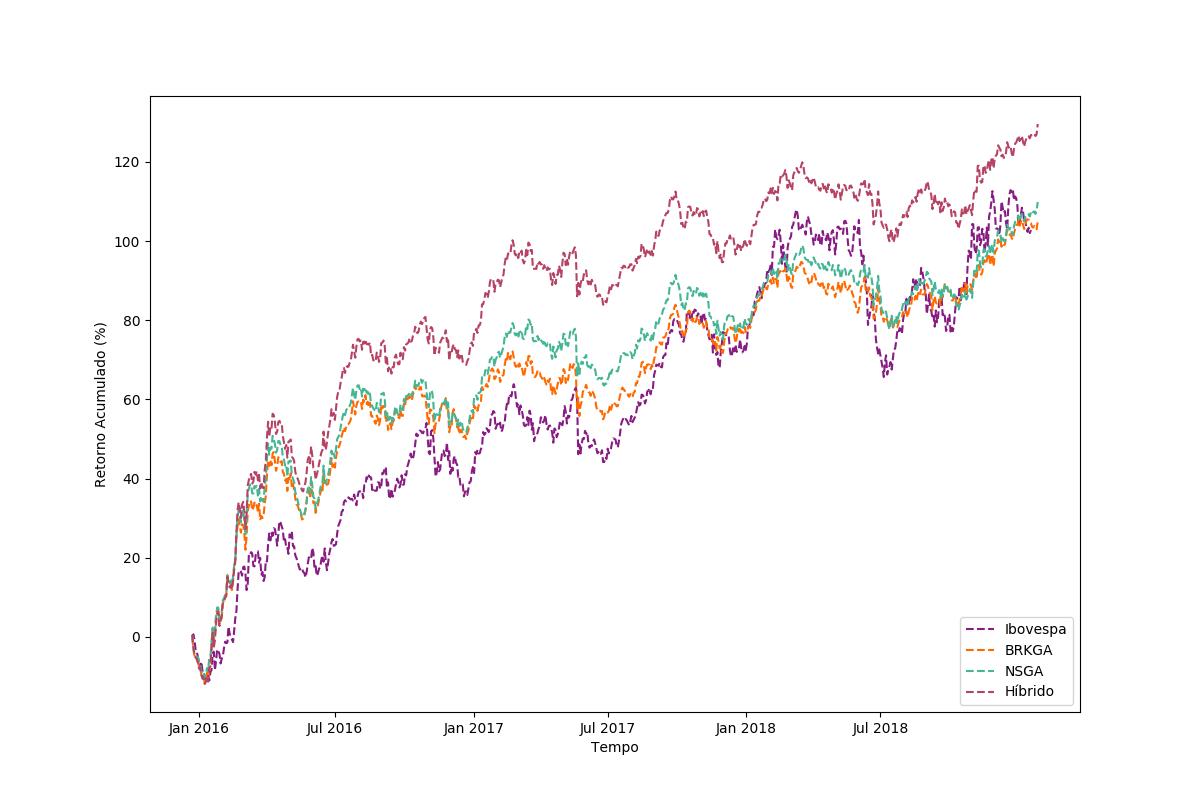 Retorno Acumulado (%)
120
100
80
60
40
20
0
Jan 2016 Jul 2016 Jan 2017 Jul 2017 Jan 2018 Jul 2018
Tempo
Ibovespa
BRKGA
NSGA
Híbrido